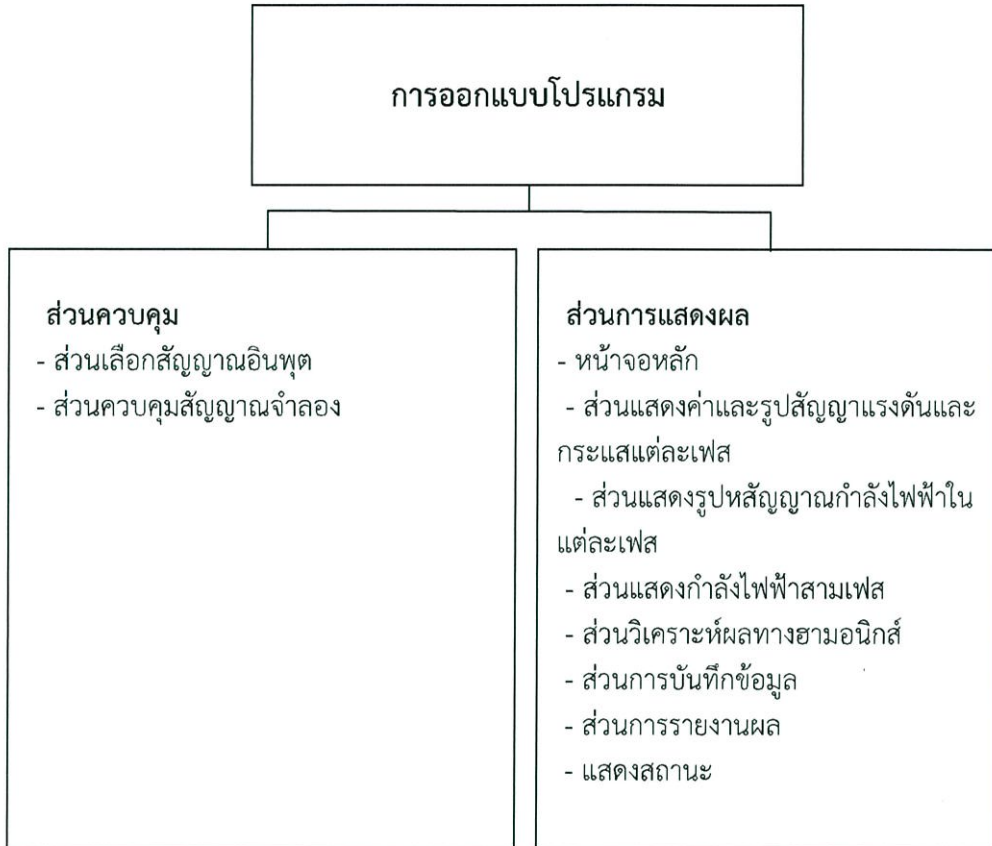 การออกแบบโปรแกรม
ส่วนควบคุม
- ส่วนเลือกสัญญาณอินพุต
- ส่วนควบคุมสัญญาณจำลอง
ส่วนการแสดงผล
- หน้าจอหลัก
- ส่วนแสดงค่าและรูปสัญญาแรงดันและ
กระแสแต่ละเฟส
- ส่วนแสดงรูปหสัญญาณกำลังไฟฟ้าใน
แต่ละเฟส
- ส่วนแสดงกำลังไฟฟ้าสามเฟส
- ส่วนวิเคราะห์ผลทางฮามอนิกส์
- ส่วนการบันทึกข้อมูล
- ส่วนการรายงานผล
- แสดงสถานะ